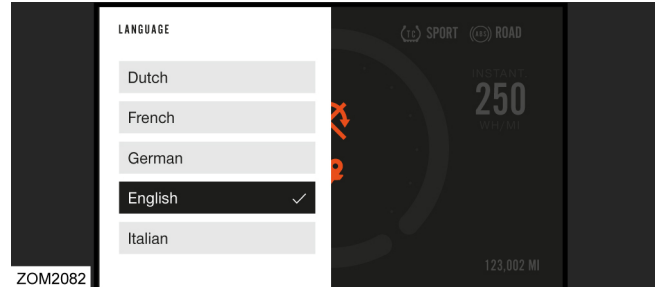 LANGUAGE
Dutch
French
German
English
Italian
TC SPORT ABS ROAD
INSTANT
250
WH/MI
123,002 MI
ZOM2082